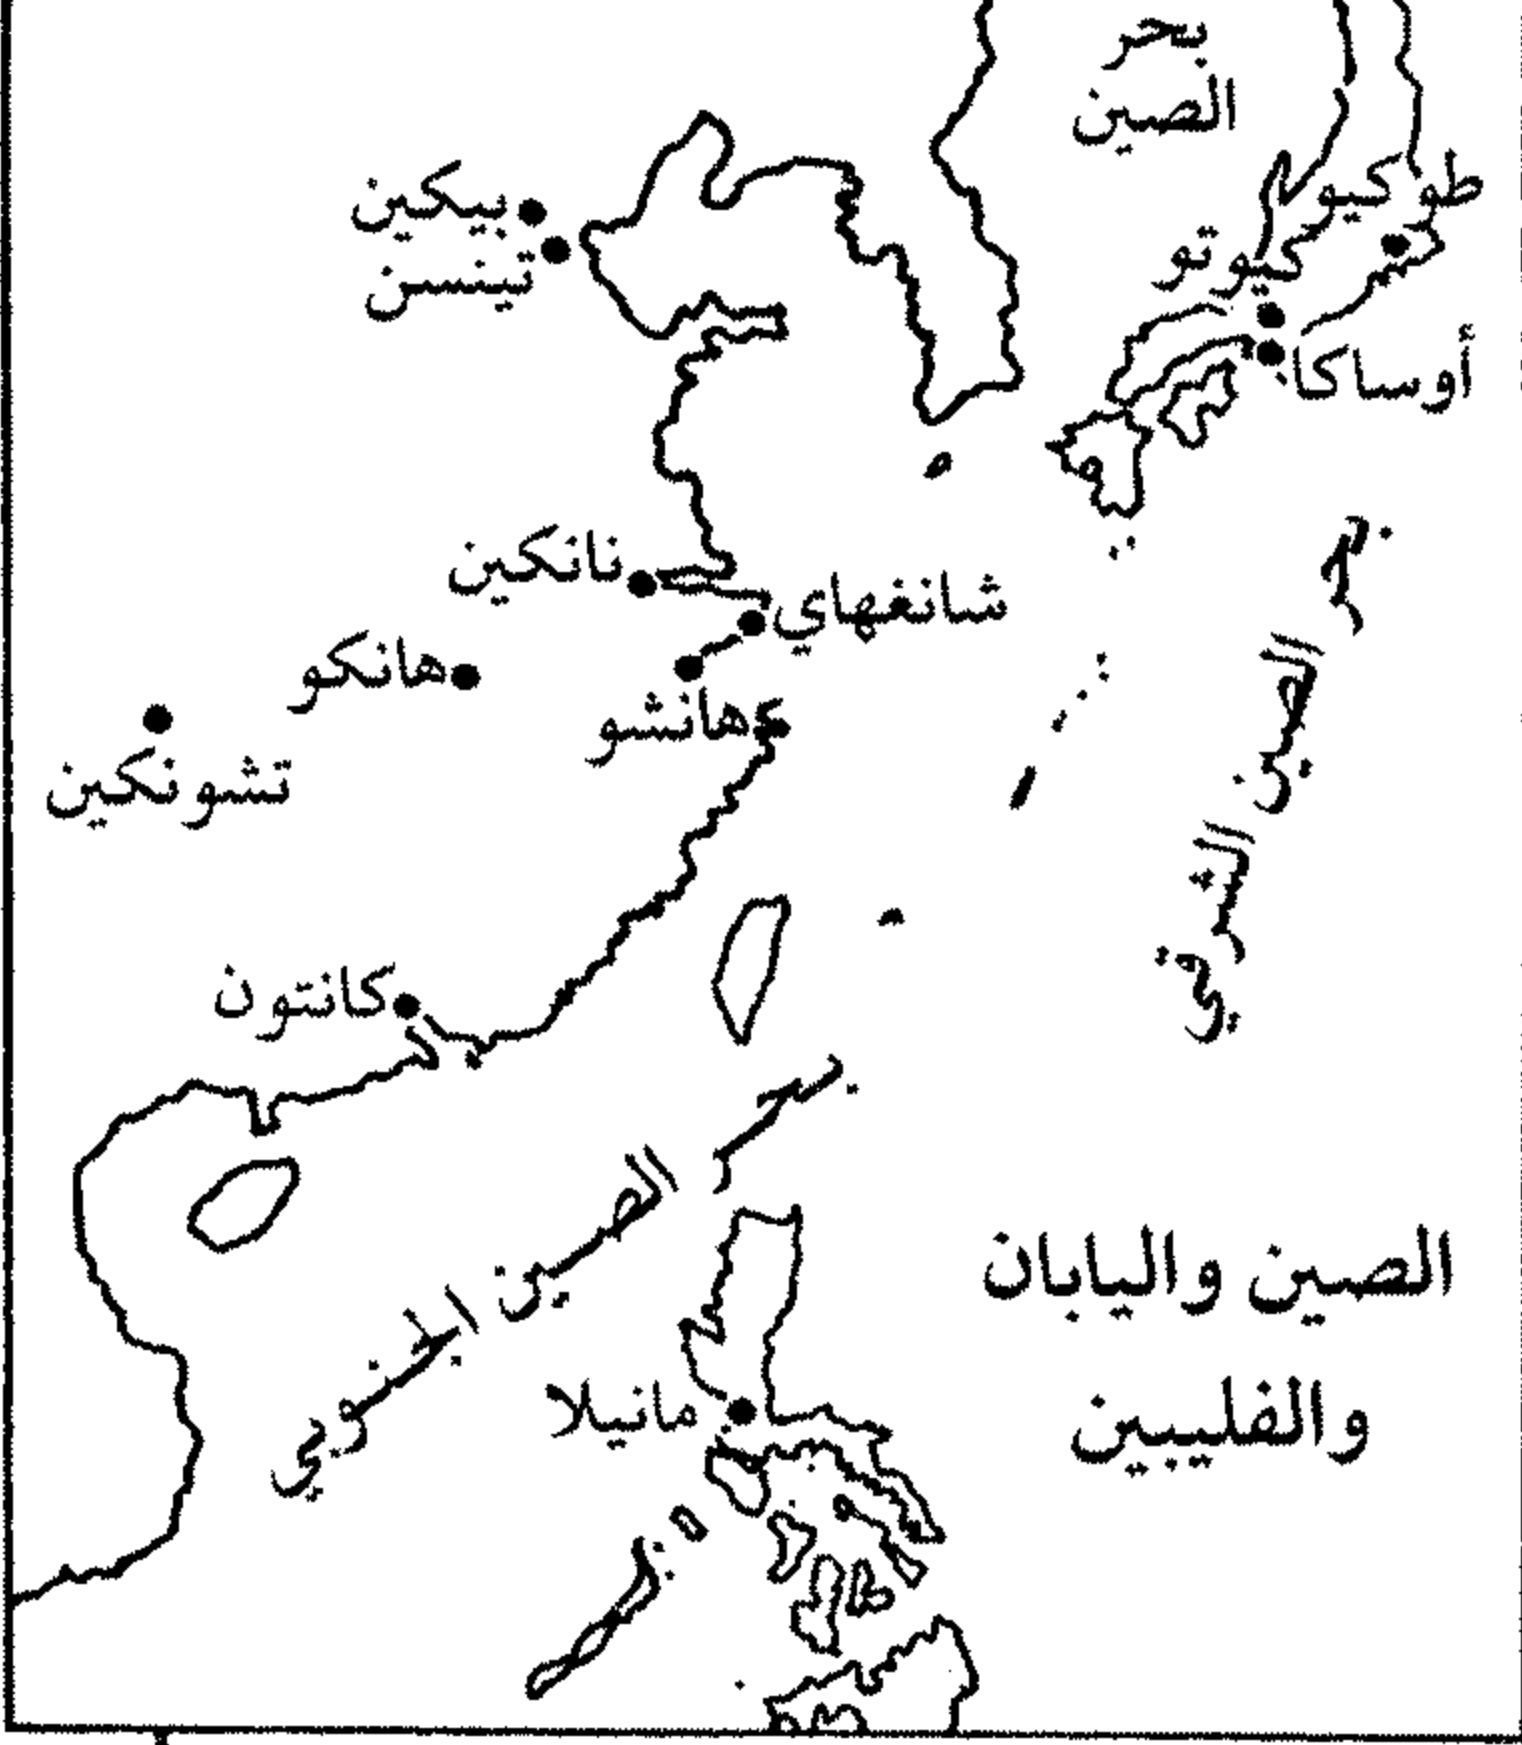 بحر
الصين
طوكيو
كيوتو
أوساكا
بيكين
تينسن
نانكين
شانغهاي
هانكو
هانشو
تشونكين
بحر الصين الشرقي
كانتون
بحر الصين الجنوبي
مانيلا
الصين واليابان
والفليبين